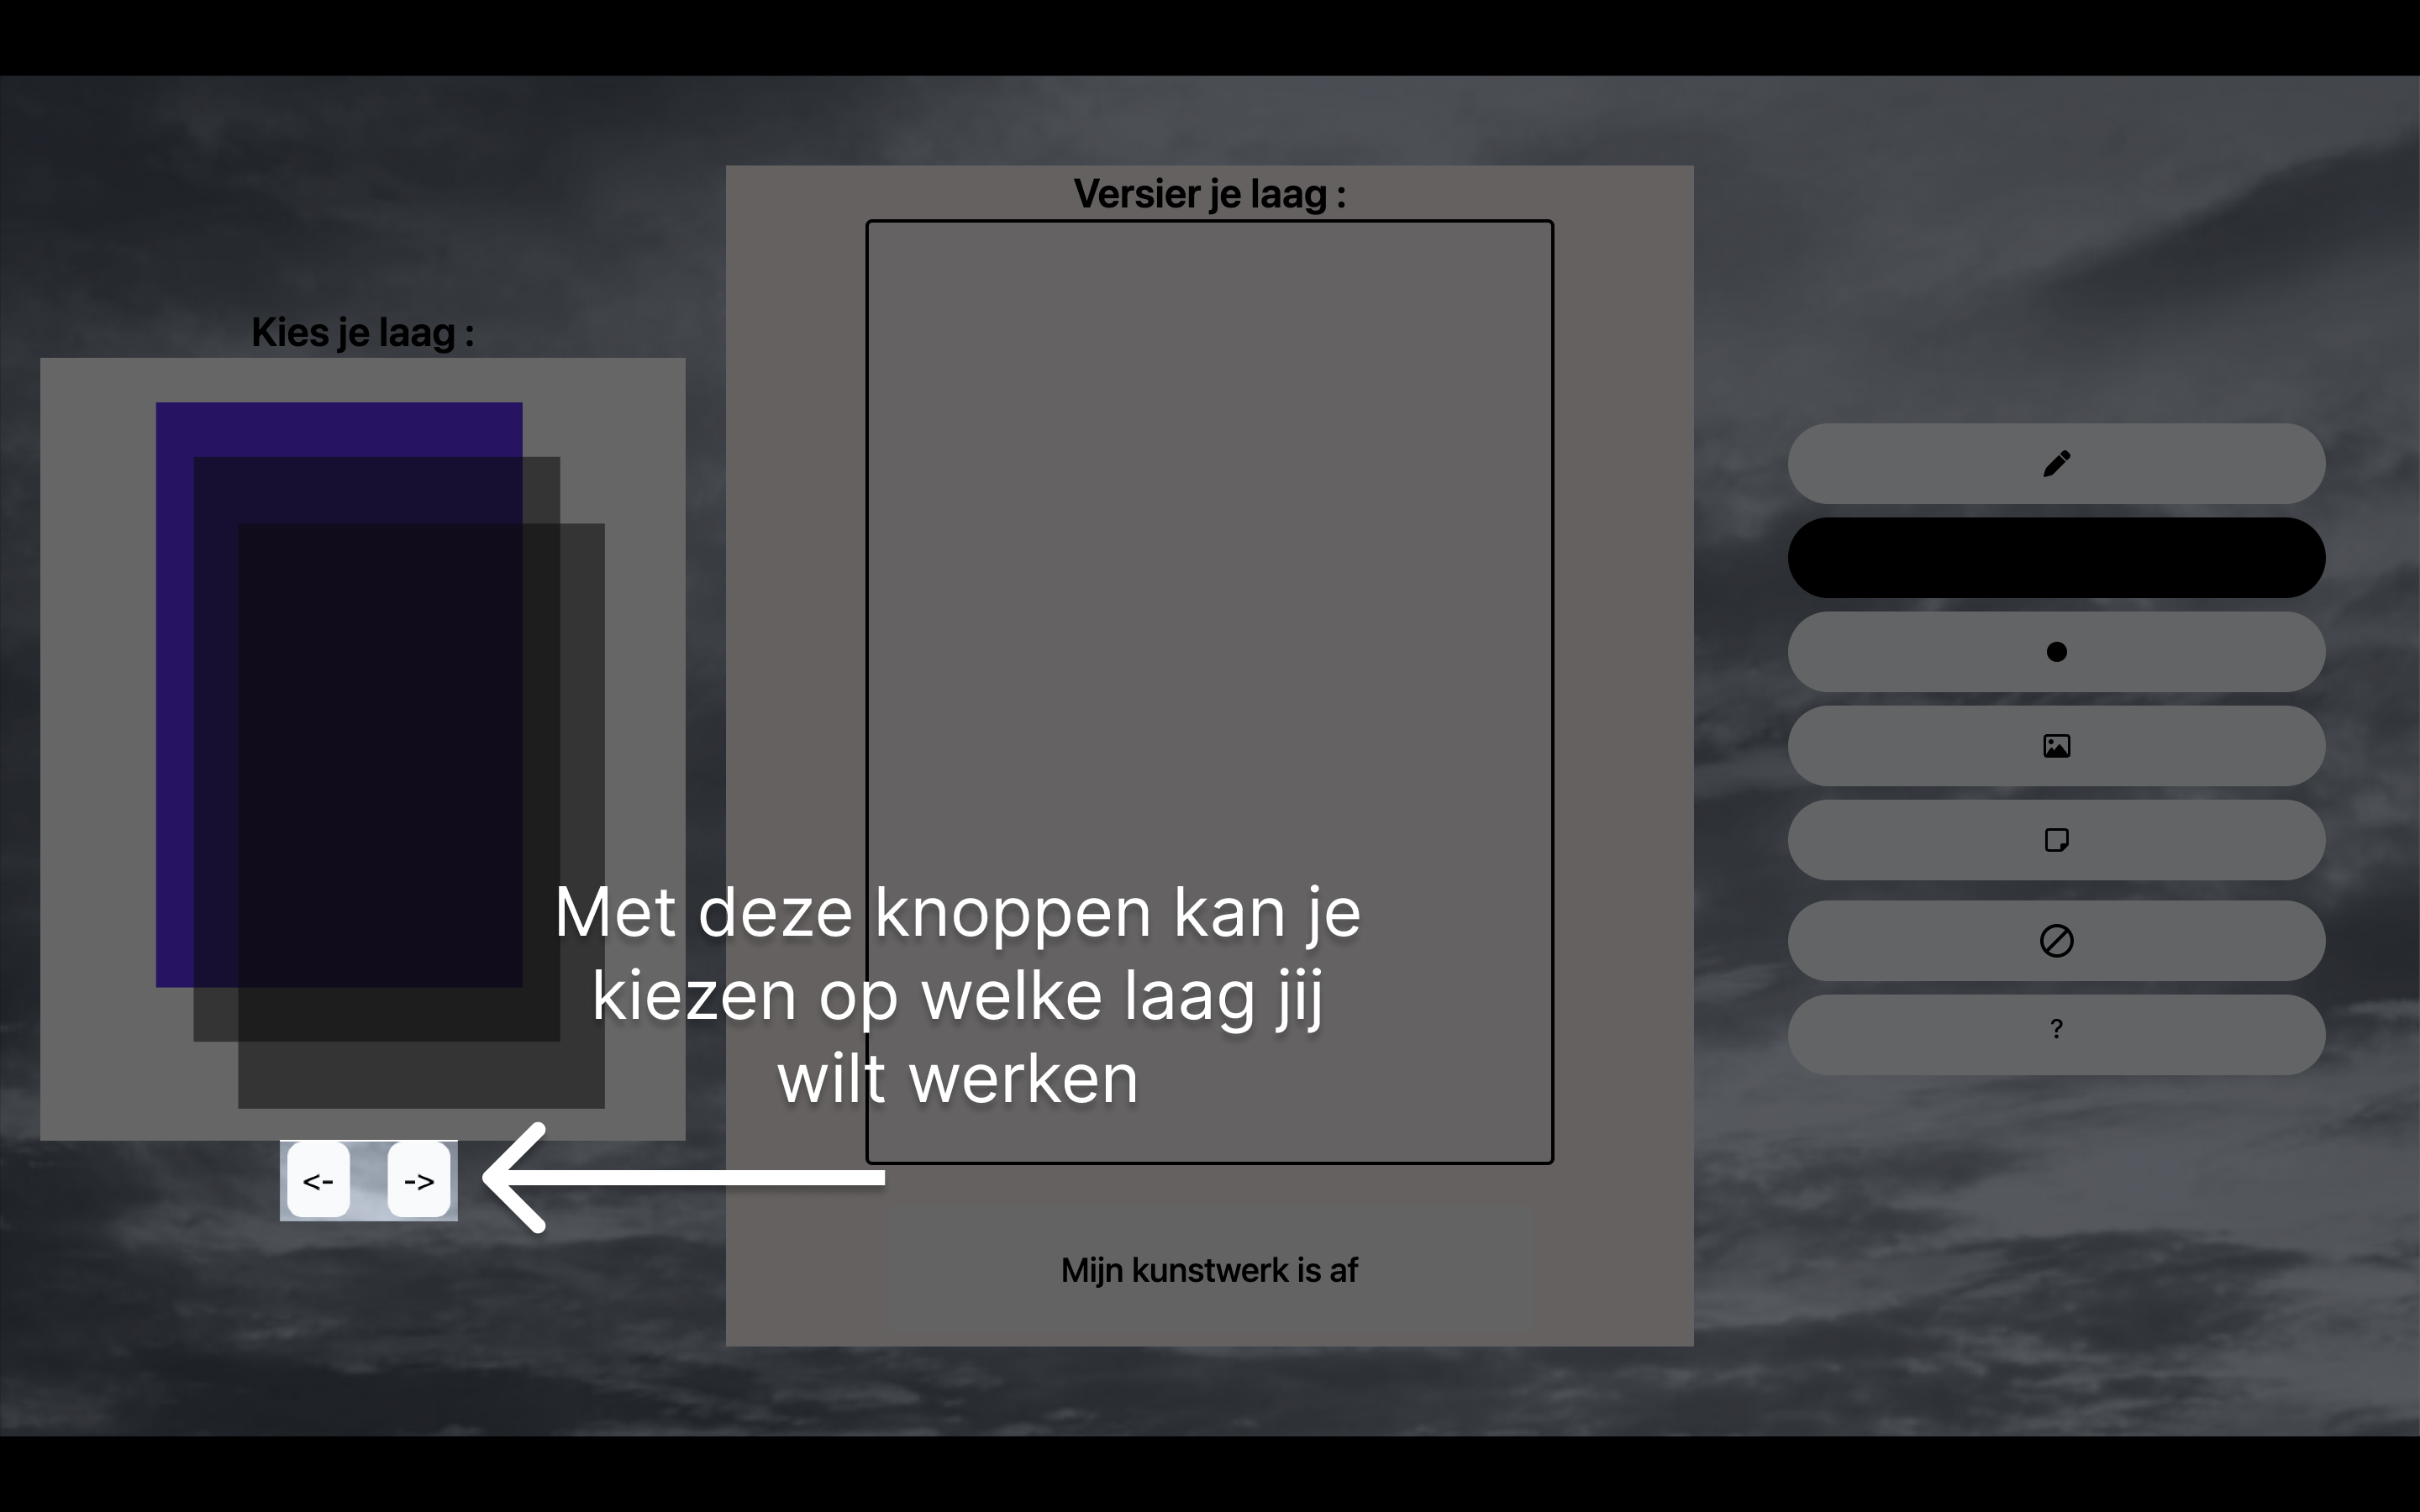 Versier je laag :
Kies je laag :
Met deze knoppen kan je
kiezen op welke laag jij
wilt werken
<- ->
Mijn kunstwerk is af
?